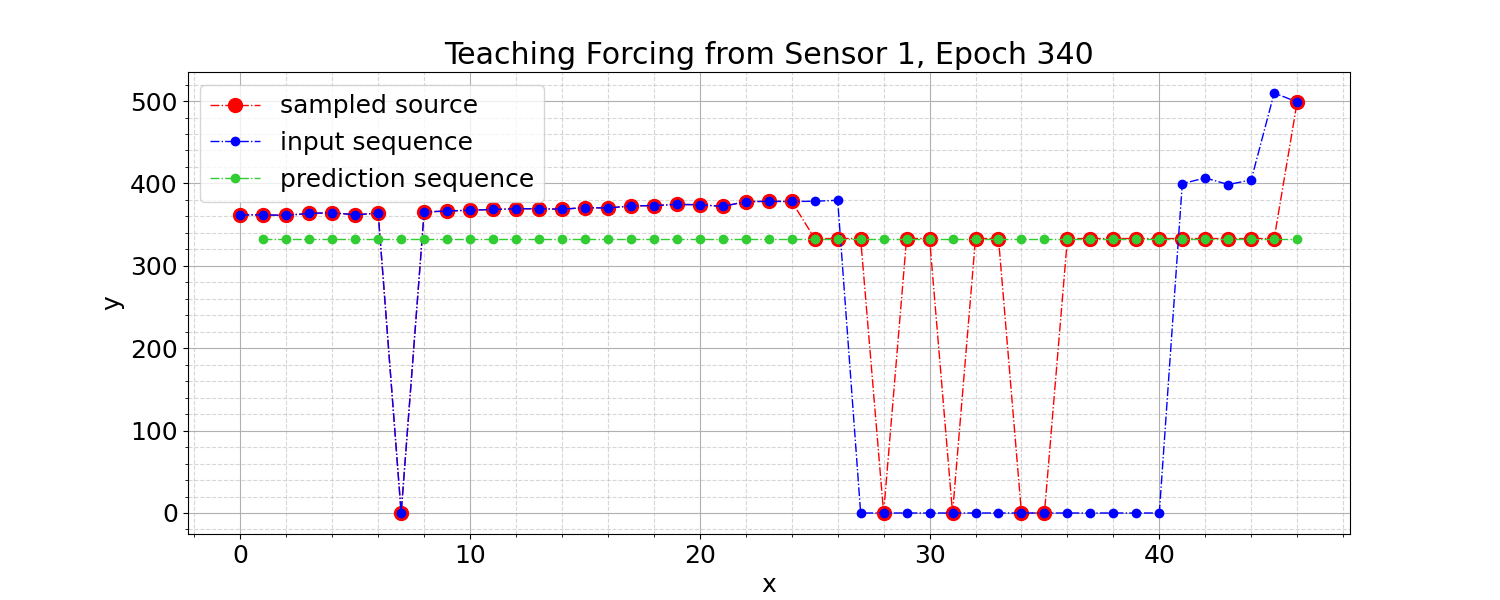 Teaching Forcing from Sensor 1, Epoch 340
sampled source
input sequence
prediction sequence
500
400
300
200
100
0
y
0 10 20 30 40
x